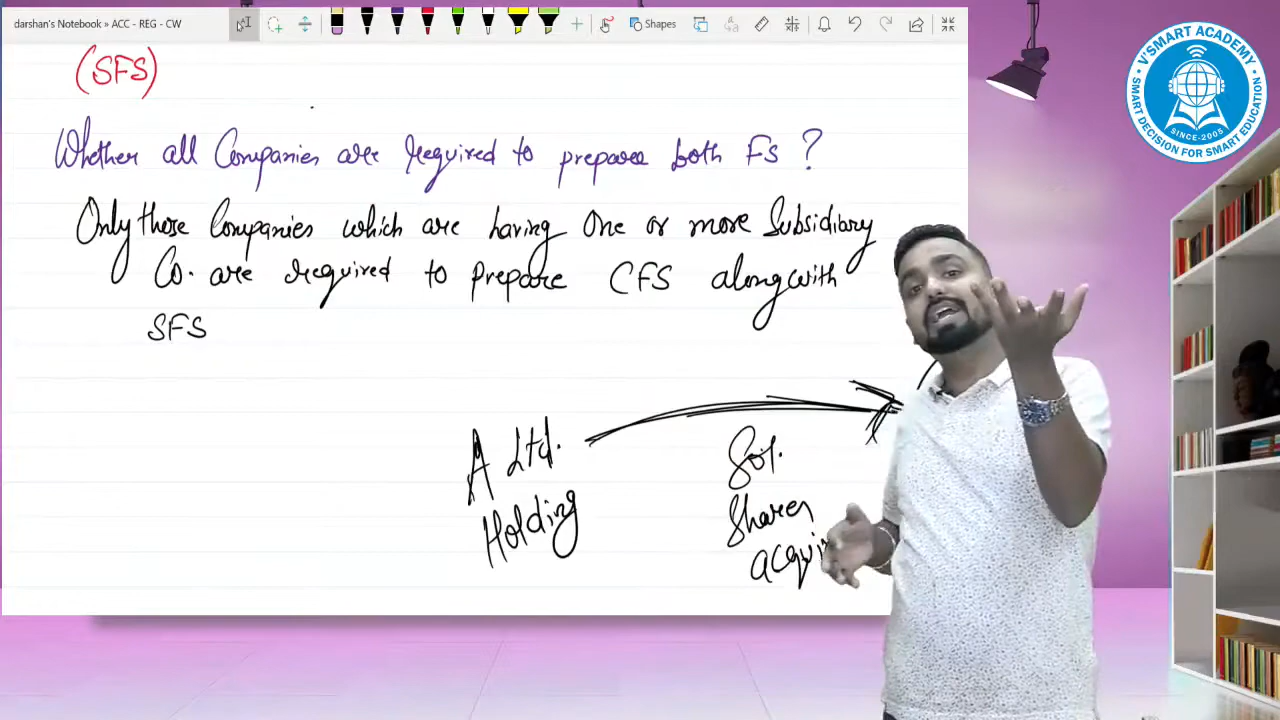 darshan's Notebook » ACC - REG - CW
Shapes
(SFS)
Whether all Companies are required to prepare both FS ?
Only those Companies which are having One or more Subsidiary
Co. are required to prepare CFS alongwith
SFS
A Ltd.
Holding
80%.
Shares
acqui
V'SMART ACADEMY
SINCE-2005
SMART DECISION FOR SMART EDUCATION